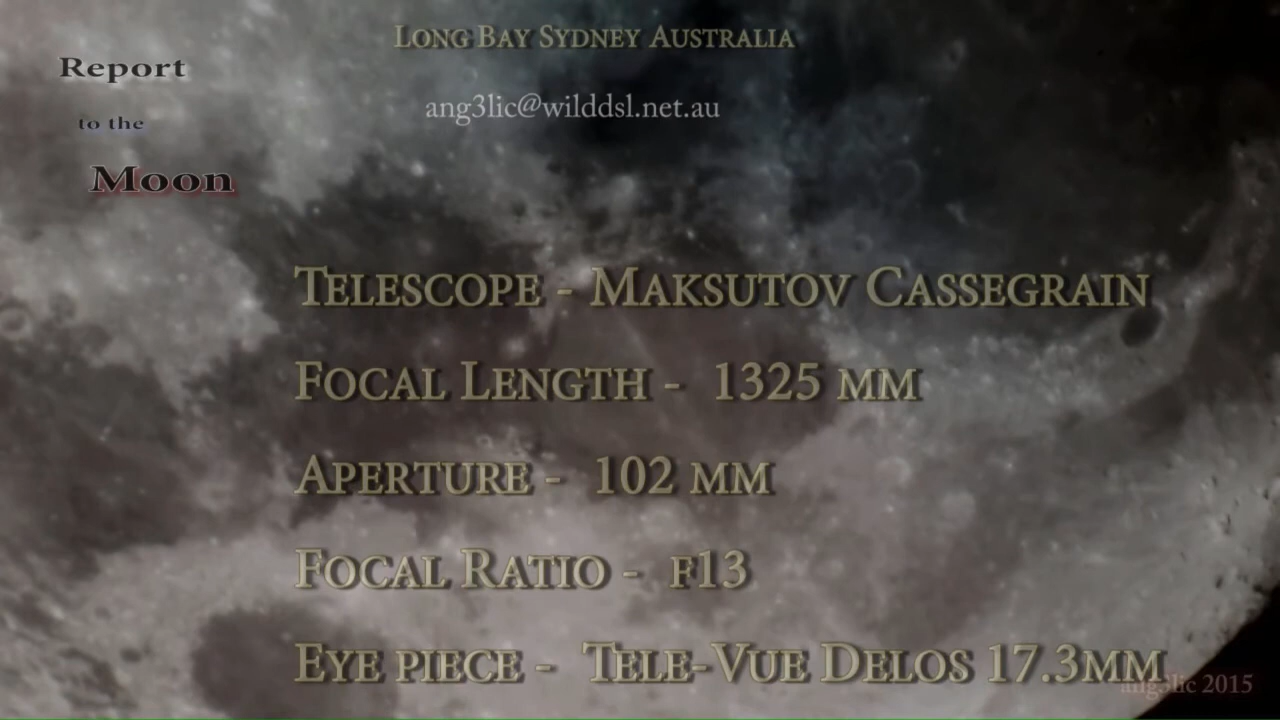 Long Bay Sydney Australia
ang3lic@wilddsl.net.au
Report
to the
Moon
Telescope - Maksutov Cassegrain
Focal Length - 1325 mm
Aperture - 102 mm
Focal Ratio - f13
Eye piece - Tele-Vue Delos 17.3mm
ang3lic 2015